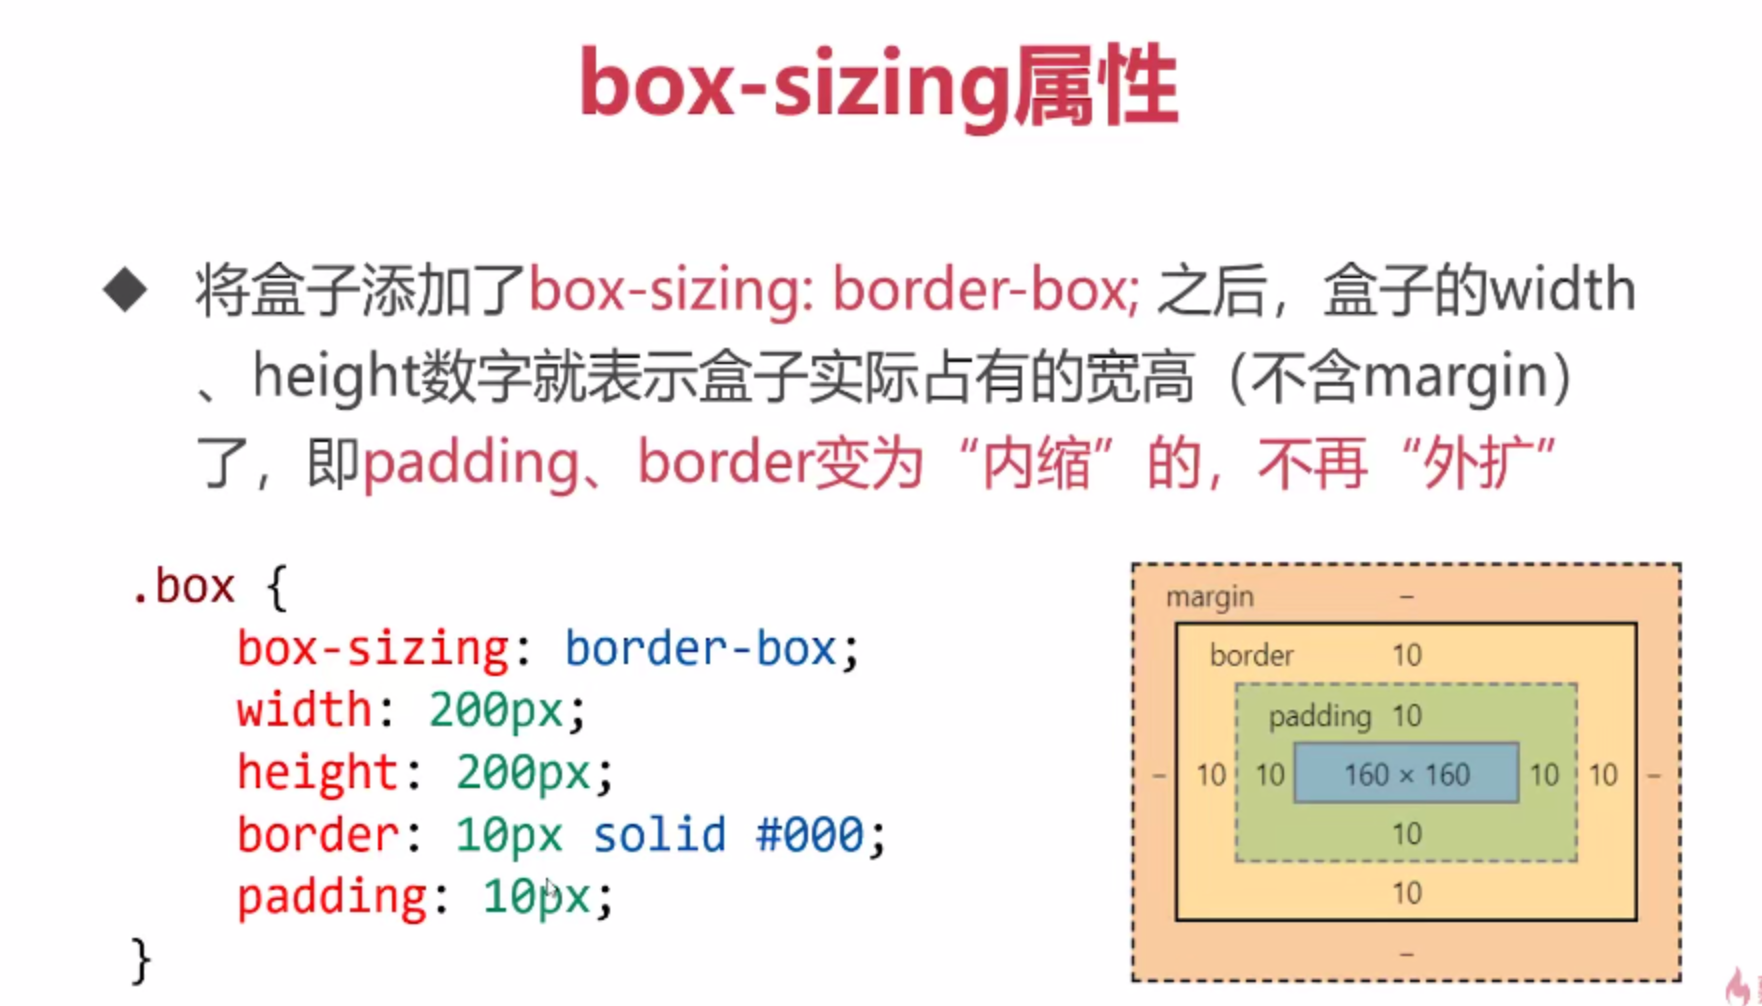 box-sizing属性
将盒子添加了box-sizing: border-box; 之后，盒子的width
、height数字就表示盒子实际占有的宽高（不含margin）
了，即padding、border变为“内缩”的，不再“外扩”
.box {
box-sizing: border-box;
width: 200px;
height: 200px;
border: 10px solid #000;
padding: 10px;
}
margin –
border 10
padding 10
– 10 10 160 × 160 10 10 –
10
10
–